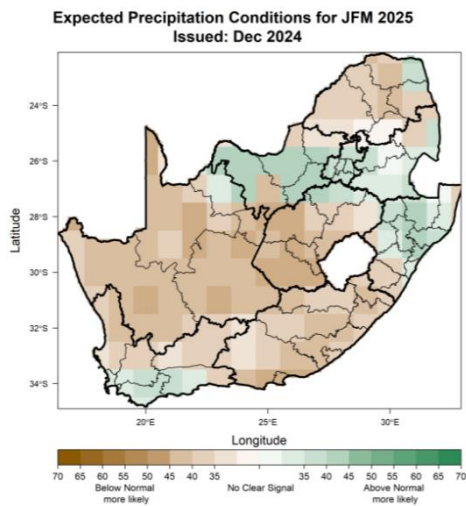 Expected Precipitation Conditions for JFM 2025
Issued: Dec 2024
24°S
26°S
28°S
30°S
32°S
34°S
Latitude
20°E 25°E 30°E
Longitude
70 65 60 55 50 45 40 35 35 40 45 50 55 60 65 70
Below Normal No Clear Signal Above Normal
more likely more likely